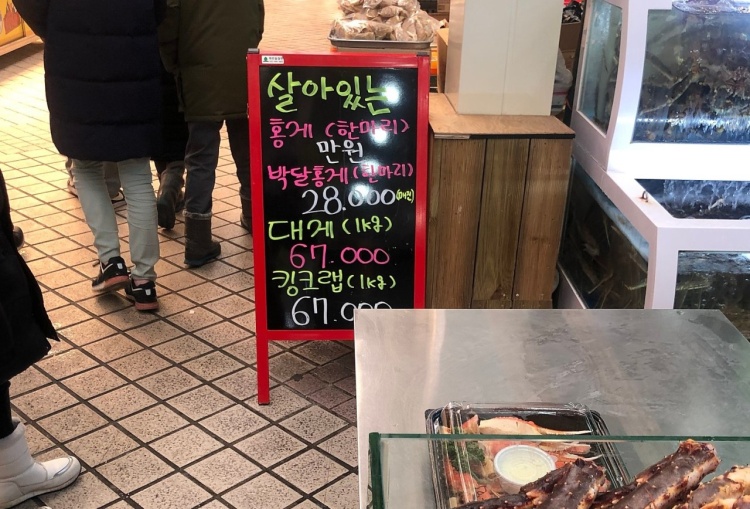 살아있는
홍게 (한마리)
만원
박달홍게(한마리)
28.000
대게 (1kg)
67.000
킹크랩(1kg)
67.000